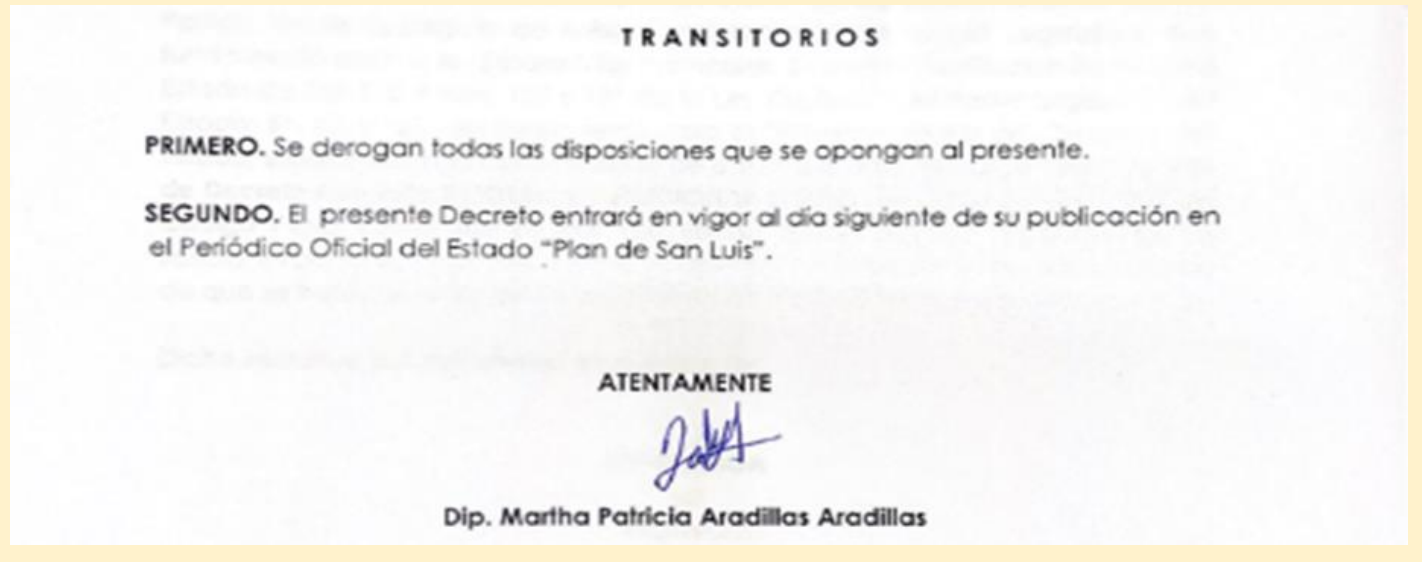 TRANSITORIOS
PRIMERO. Se derogan todas las disposiciones que se opongan al presente.
SEGUNDO. El presente Decreto entrará en vigor al día siguiente de su publicación en
el Periódico Oficial del Estado "Plan de San Luis".
ATENTAMENTE
Dip. Martha Patricia Aradillas Aradillas